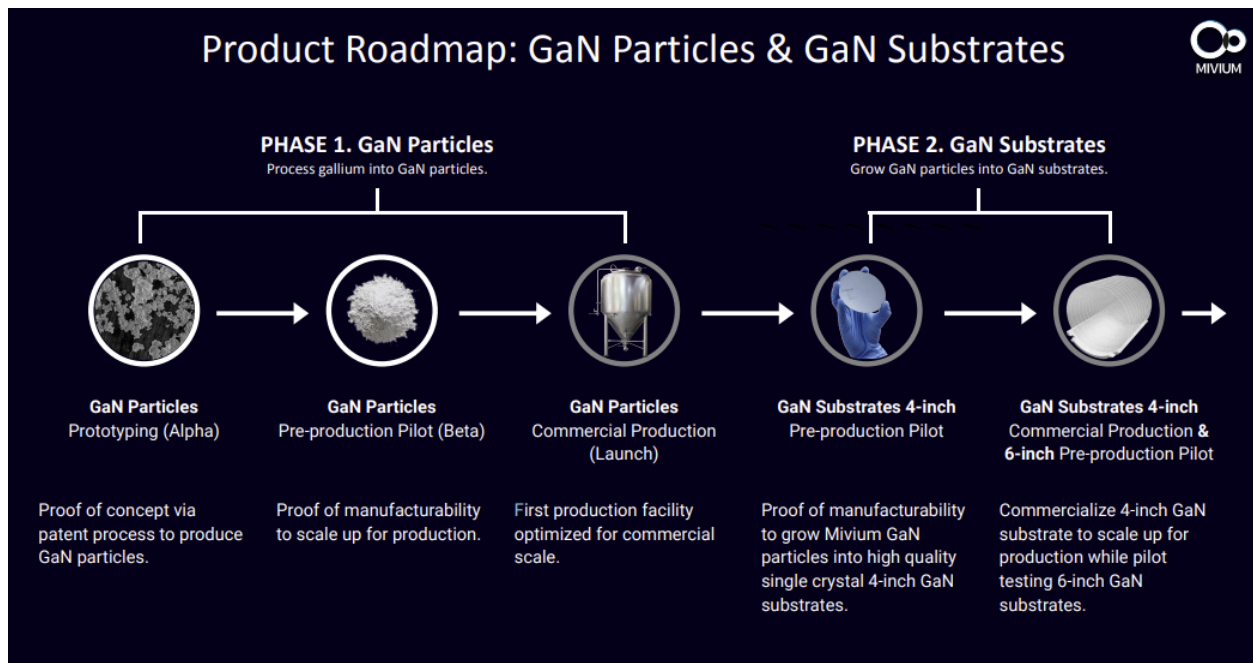 Product Roadmap: GaN Particles & GaN Substrates
MIVIUM
PHASE 1. GaN Particles
Process gallium into GaN particles.
PHASE 2. GaN Substrates
Grow GaN particles into GaN substrates.
GaN Particles
Prototyping (Alpha)
Proof of concept via
patent process to produce
GaN particles.
GaN Particles
Pre-production Pilot (Beta)
Proof of manufacturability
to scale up for production.
GaN Particles
Commercial Production
(Launch)
First production facility
optimized for commercial
scale.
GaN Substrates 4-inch
Pre-production Pilot
Proof of manufacturability
to grow Mivium GaN
particles into high quality
single crystal 4-inch GaN
substrates.
GaN Substrates 4-inch
Commercial Production &
6-inch Pre-production Pilot
Commercialize 4-inch GaN
substrate to scale up for
production while pilot
testing 6-inch GaN
substrates.